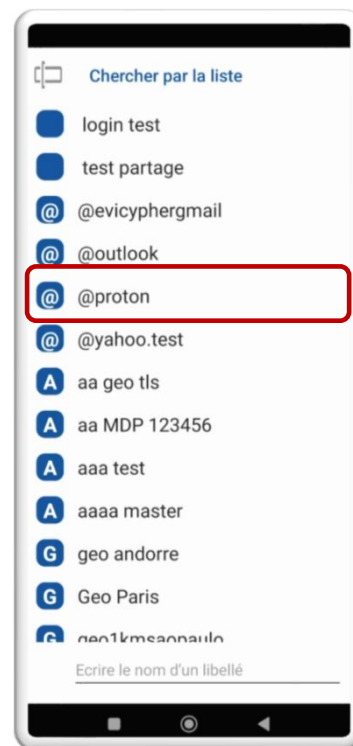 Chercher par la liste
login test
test partage
@ @evicyphergmail
@ @outlook
@ @proton
@ @yahoo.test
A aa geo tls
A aa MDP 123456
A aaa test
A aaaa master
G geo andorre
G Geo Paris
G geo1kmsaopaulo
Ecrire le nom d'un libellé